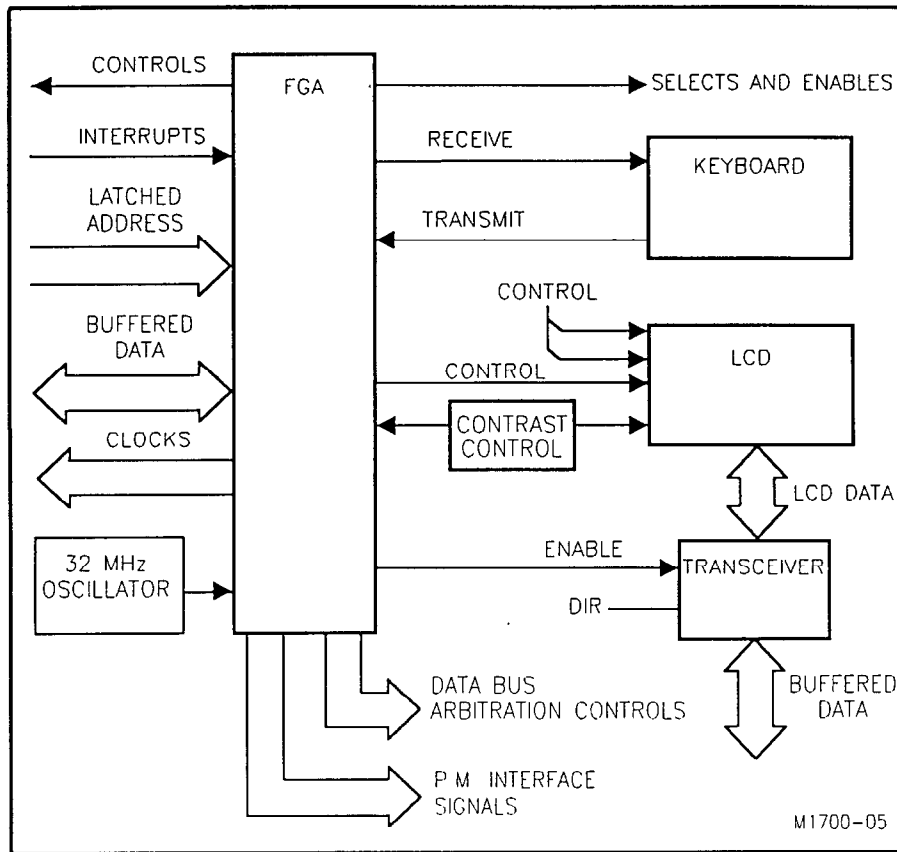 CONTROLS
FGA
SELECTS AND ENABLES
INTERRUPTS
RECEIVE
KEYBOARD
LATCHED
ADDRESS
TRANSMIT
CONTROL
BUFFERED
DATA
LCD
CONTROL
CONTRAST
CONTROL
CLOCKS
LCD DATA
32 MHz
OSCILLATOR
ENABLE
TRANSCEIVER
DIR
DATA BUS
ARBITRATION CONTROLS
BUFFERED
DATA
P M INTERFACE
SIGNALS
M1700-05